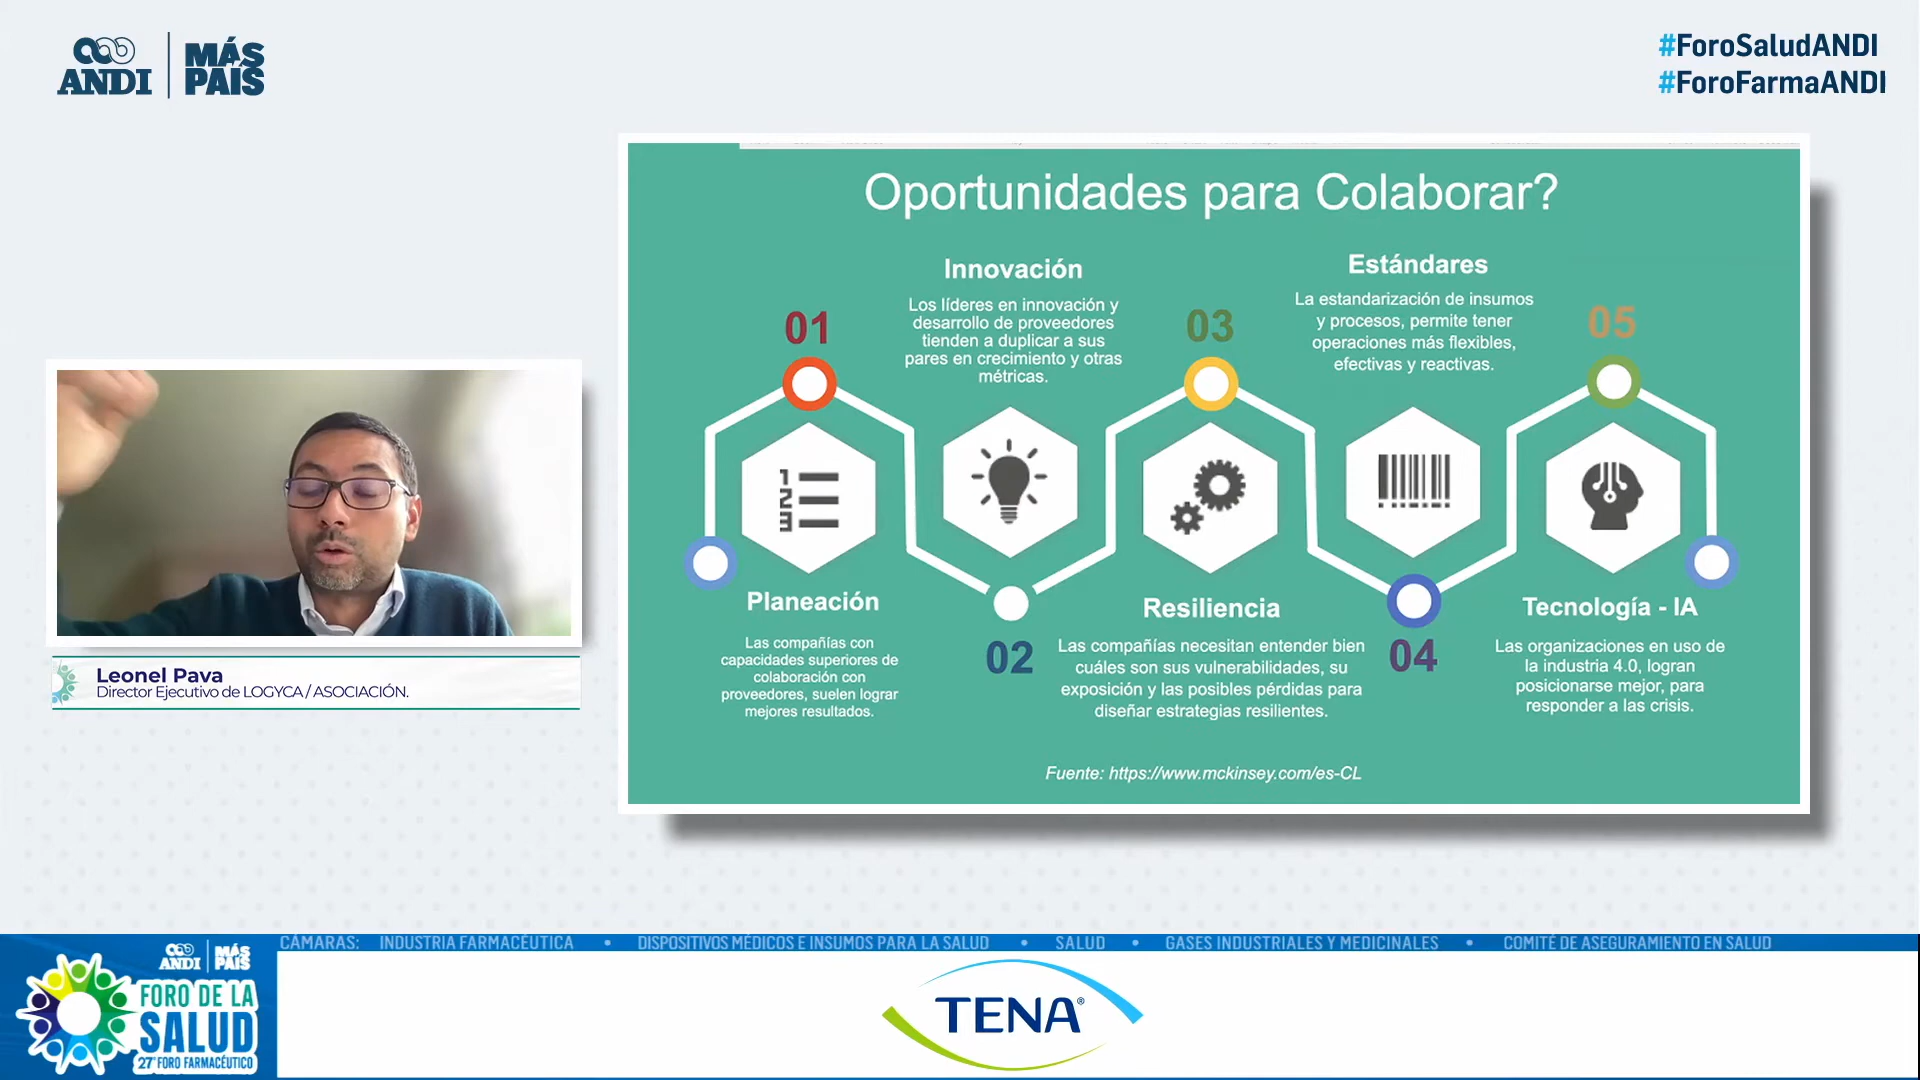 ANDI
MÁS
PAÍS
#ForoSaludANDI
#ForoFarmaANDI
Oportunidades para Colaborar?
01
Innovación
Los líderes en innovación y
desarrollo de proveedores
tienden a duplicar a sus
pares en crecimiento y otras
métricas.
03
Estándares
La estandarización de insumos
y procesos, permite tener
operaciones más flexibles,
efectivas y reactivas.
05
1
2
3
Planeación
Las compañías con
capacidades superiores de
colaboración con
proveedores, suelen lograr
mejores resultados.
02
Resiliencia
Las compañías necesitan entender bien
cuáles son sus vulnerabilidades, su
exposición y las posibles pérdidas para
diseñar estrategias resilientes.
04
Tecnología - IA
Las organizaciones en uso de
la industria 4.0, logran
posicionarse mejor, para
responder a las crisis.
Fuente: https://www.mckinsey.com/es-CL
Leonel Pava
Director Ejecutivo de LOGYCA / ASOCIACIÓN.
CÁMARAS: INDUSTRIA FARMACÉUTICA • DISPOSITIVOS MÉDICOS E INSUMOS PARA LA SALUD • SALUD • GASES INDUSTRIALES Y MEDICINALES • COMITÉ DE ASEGURAMIENTO EN SALUD
ANDI
MÁS
PAÍS
FORO DE LA
SALUD
27° FORO FARMACÉUTICO
TENA®